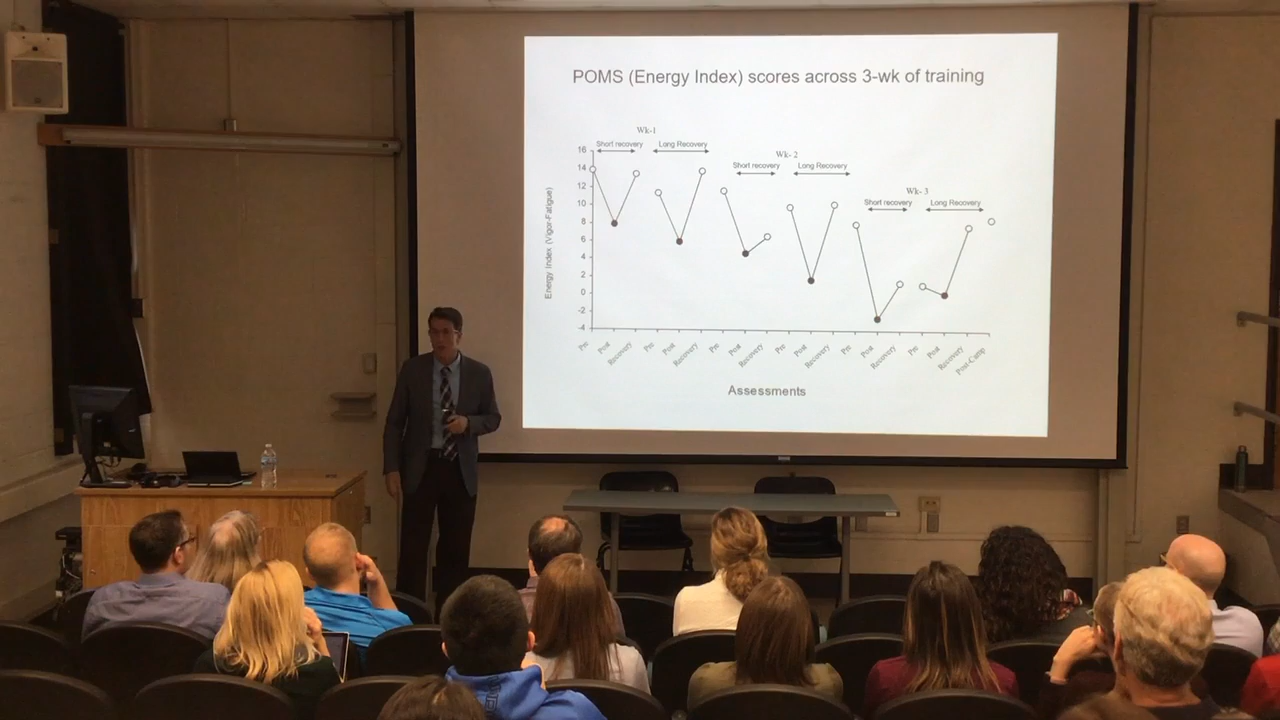 POMS (Energy Index) scores across 3-wk of training
Wk-1
Short recovery
Long Recovery
Wk- 2
Short recovery
Long Recovery
Wk- 3
Short recovery
Long Recovery
Energy Index (Vigor-Fatigue)
16
14
12
10
8
6
4
2
0
-2
-4
Pre
Post
Recovery
Pre
Post
Recovery
Pre
Post
Recovery
Pre
Post
Recovery
Pre
Post
Recovery
Pre
Post
Recovery
Post-Camp
Assessments